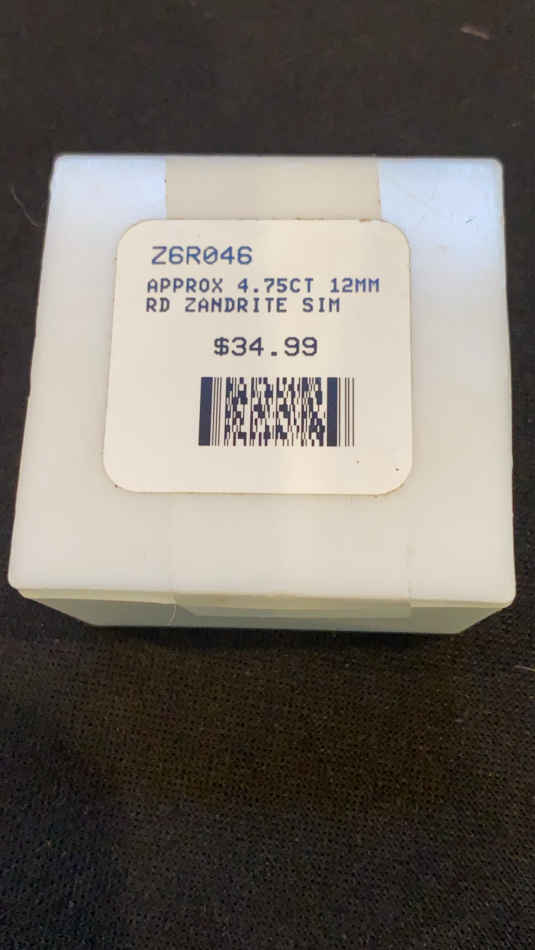 Z6R046
APPROX 4.75CT 12MM
RD ZANDRITE SIM
$34.99